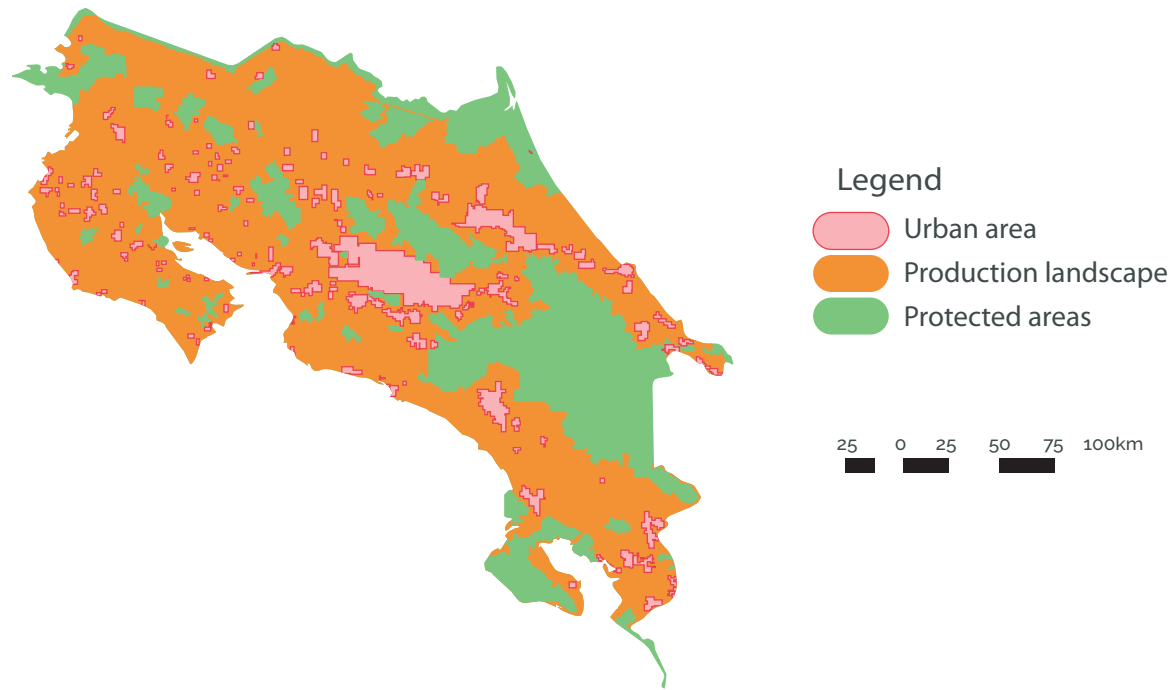 Legend
Urban area
Production landscape
Protected areas
25 0 25 50 75 100km